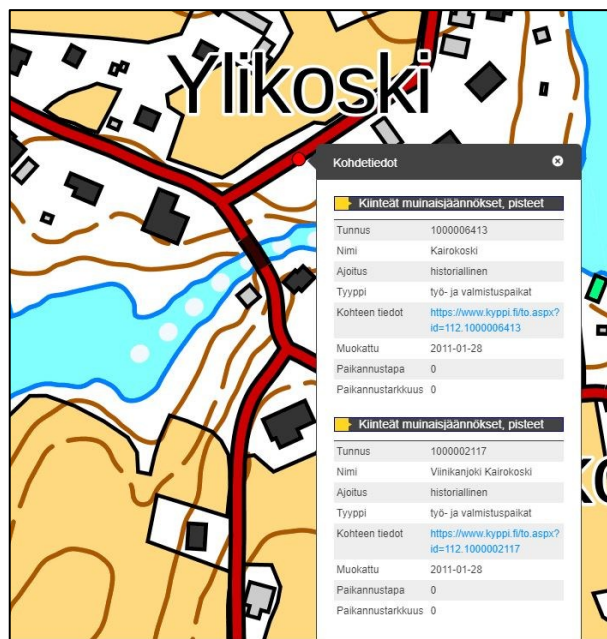 Ylikoski
Kohdetiedot
Kiinteät muinaisjäännökset, pisteet
Tunnus 1000006413
Nimi Kairokoski
Ajoitus historiallinen
Tyyppi työ- ja valmistuspaikat
Kohteen tiedot https://www.kyppi.fi/to.aspx?
id=112.1000006413
Muokattu 2011-01-28
Paikannustapa 0
Paikannustarkkuus 0
Kiinteät muinaisjäännökset, pisteet
Tunnus 1000002117
Nimi Viinikanjoki Kairokoski
Ajoitus historiallinen
Tyyppi työ- ja valmistuspaikat
Kohteen tiedot https://www.kyppi.fi/to.aspx?
id=112.1000002117
Muokattu 2011-01-28
Paikannustapa 0
Paikannustarkkuus 0